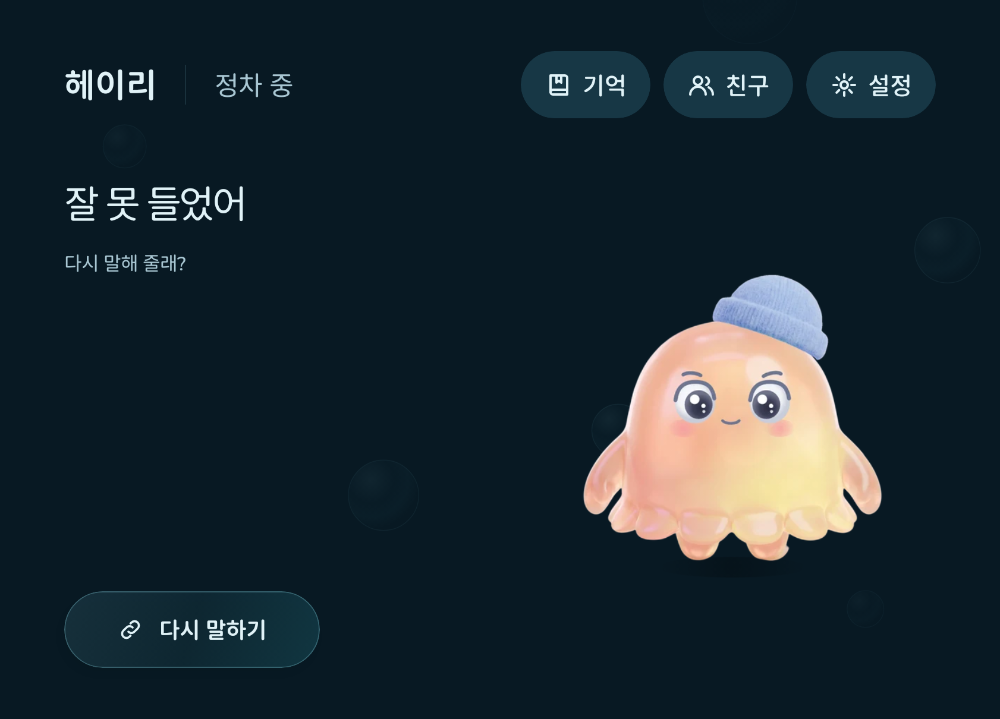 헤이리
정차 중
기억
친구
설정
잘 못 들었어
다시 말해 줄래?
다시 말하기